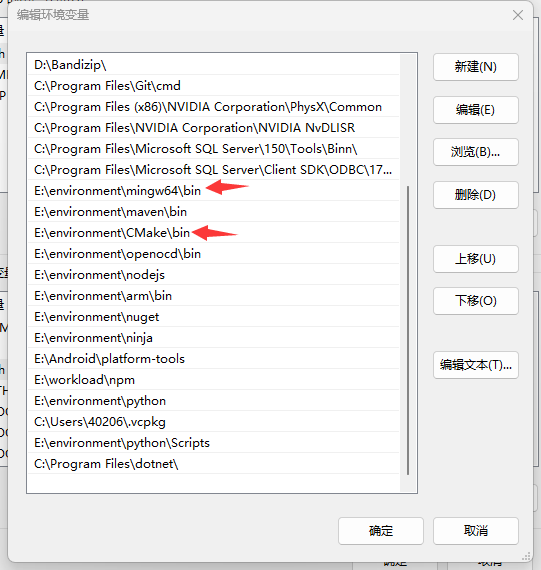 编辑环境变量
D:\Bandizip\
C:\Program Files\Git\cmd
C:\Program Files (x86)\NVIDIA Corporation\PhysX\Common
C:\Program Files\NVIDIA Corporation\NVIDIA NvDLISR
C:\Program Files\Microsoft SQL Server\150\Tools\Binn\
C:\Program Files\Microsoft SQL Server\Client SDK\ODBC\17...
E:\environment\mingw64\bin
E:\environment\maven\bin
E:\environment\CMake\bin
E:\environment\openocd\bin
E:\environment\nodejs
E:\environment\arm\bin
E:\environment\nuget
E:\environment\ninja
E:\Android\platform-tools
E:\workload\npm
E:\environment\python
C:\Users\40206\.vcpkg
E:\environment\python\Scripts
C:\Program Files\dotnet\
新建(N)
编辑(E)
浏览(B)...
删除(D)
上移(U)
下移(O)
编辑文本(T)...
确定
取消